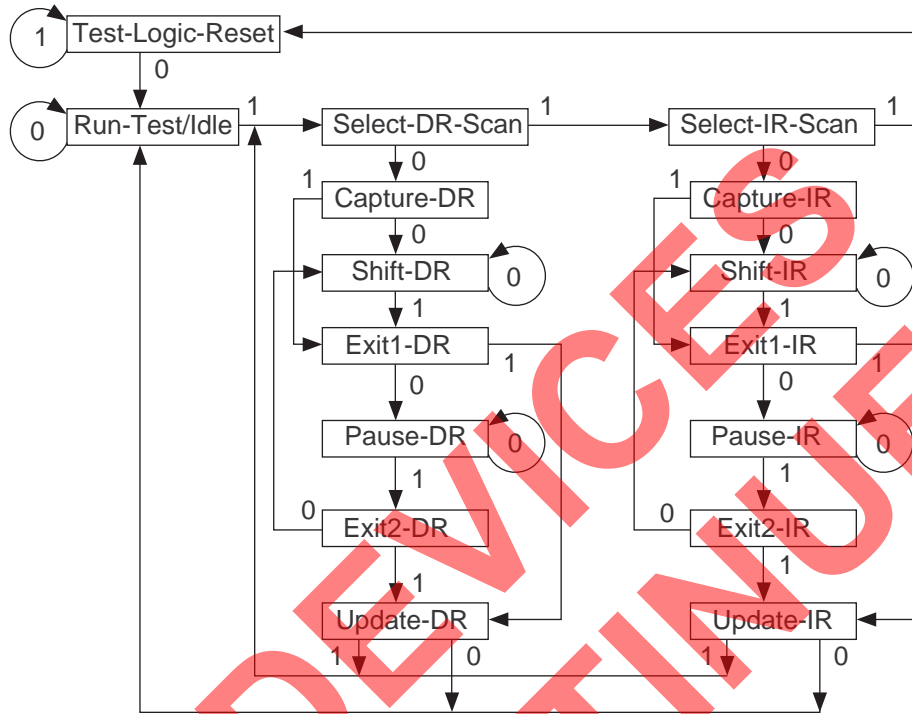 1 Test-Logic-Reset
0
0 Run-Test/Idle 1 Select-DR-Scan 1 Select-IR-Scan 1
0 0
1 Capture-DR 1 Capture-IR
0 0
Shift-DR 0 Shift-IR 0
1 1
Exit1-DR 1 Exit1-IR 1
0 0
Pause-DR 0 Pause-IR 0
1 1
0 Exit2-DR 0 Exit2-IR
1 1
Update-DR Update-IR
1 0 1 0
DEVICES